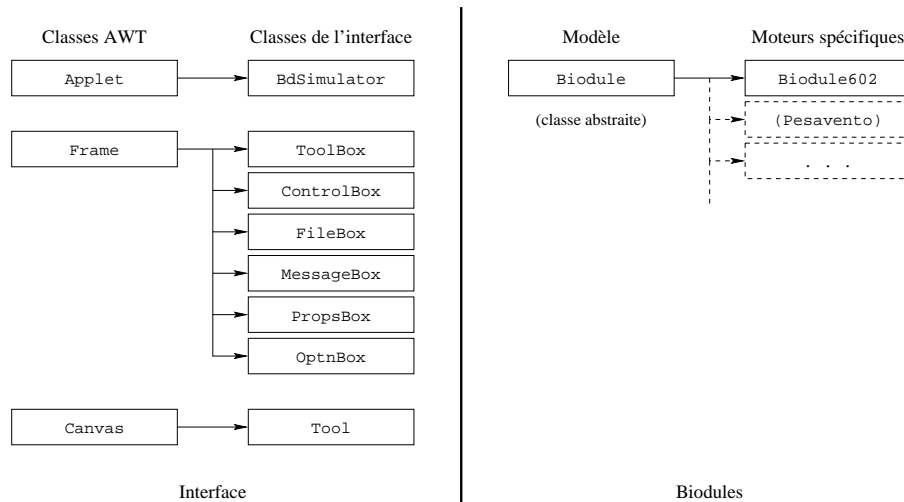 Classes AWT
Classes de l'interface
Applet
BdSimulator
Frame
ToolBox
ControlBox
FileBox
MessageBox
PropsBox
OptnBox
Canvas
Tool
Interface
Modèle
Moteurs spécifiques
Biodule
Biodule602
(classe abstraite)
(Pesavento)
. . .
Biodules